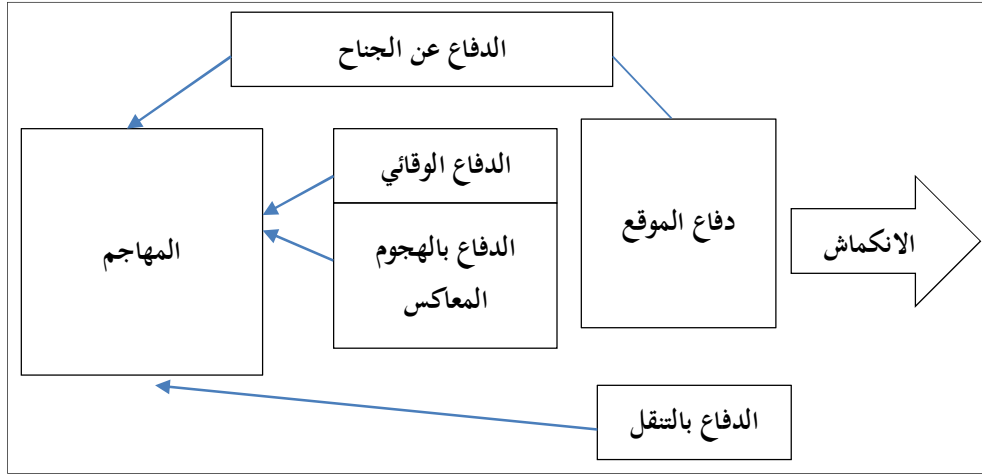 الدفاع عن الجناح
الدفاع الوقائي
دفاع الموقع
الانكماش
المهاجم
الدفاع بالهجوم
المعاكس
الدفاع بالتنقل